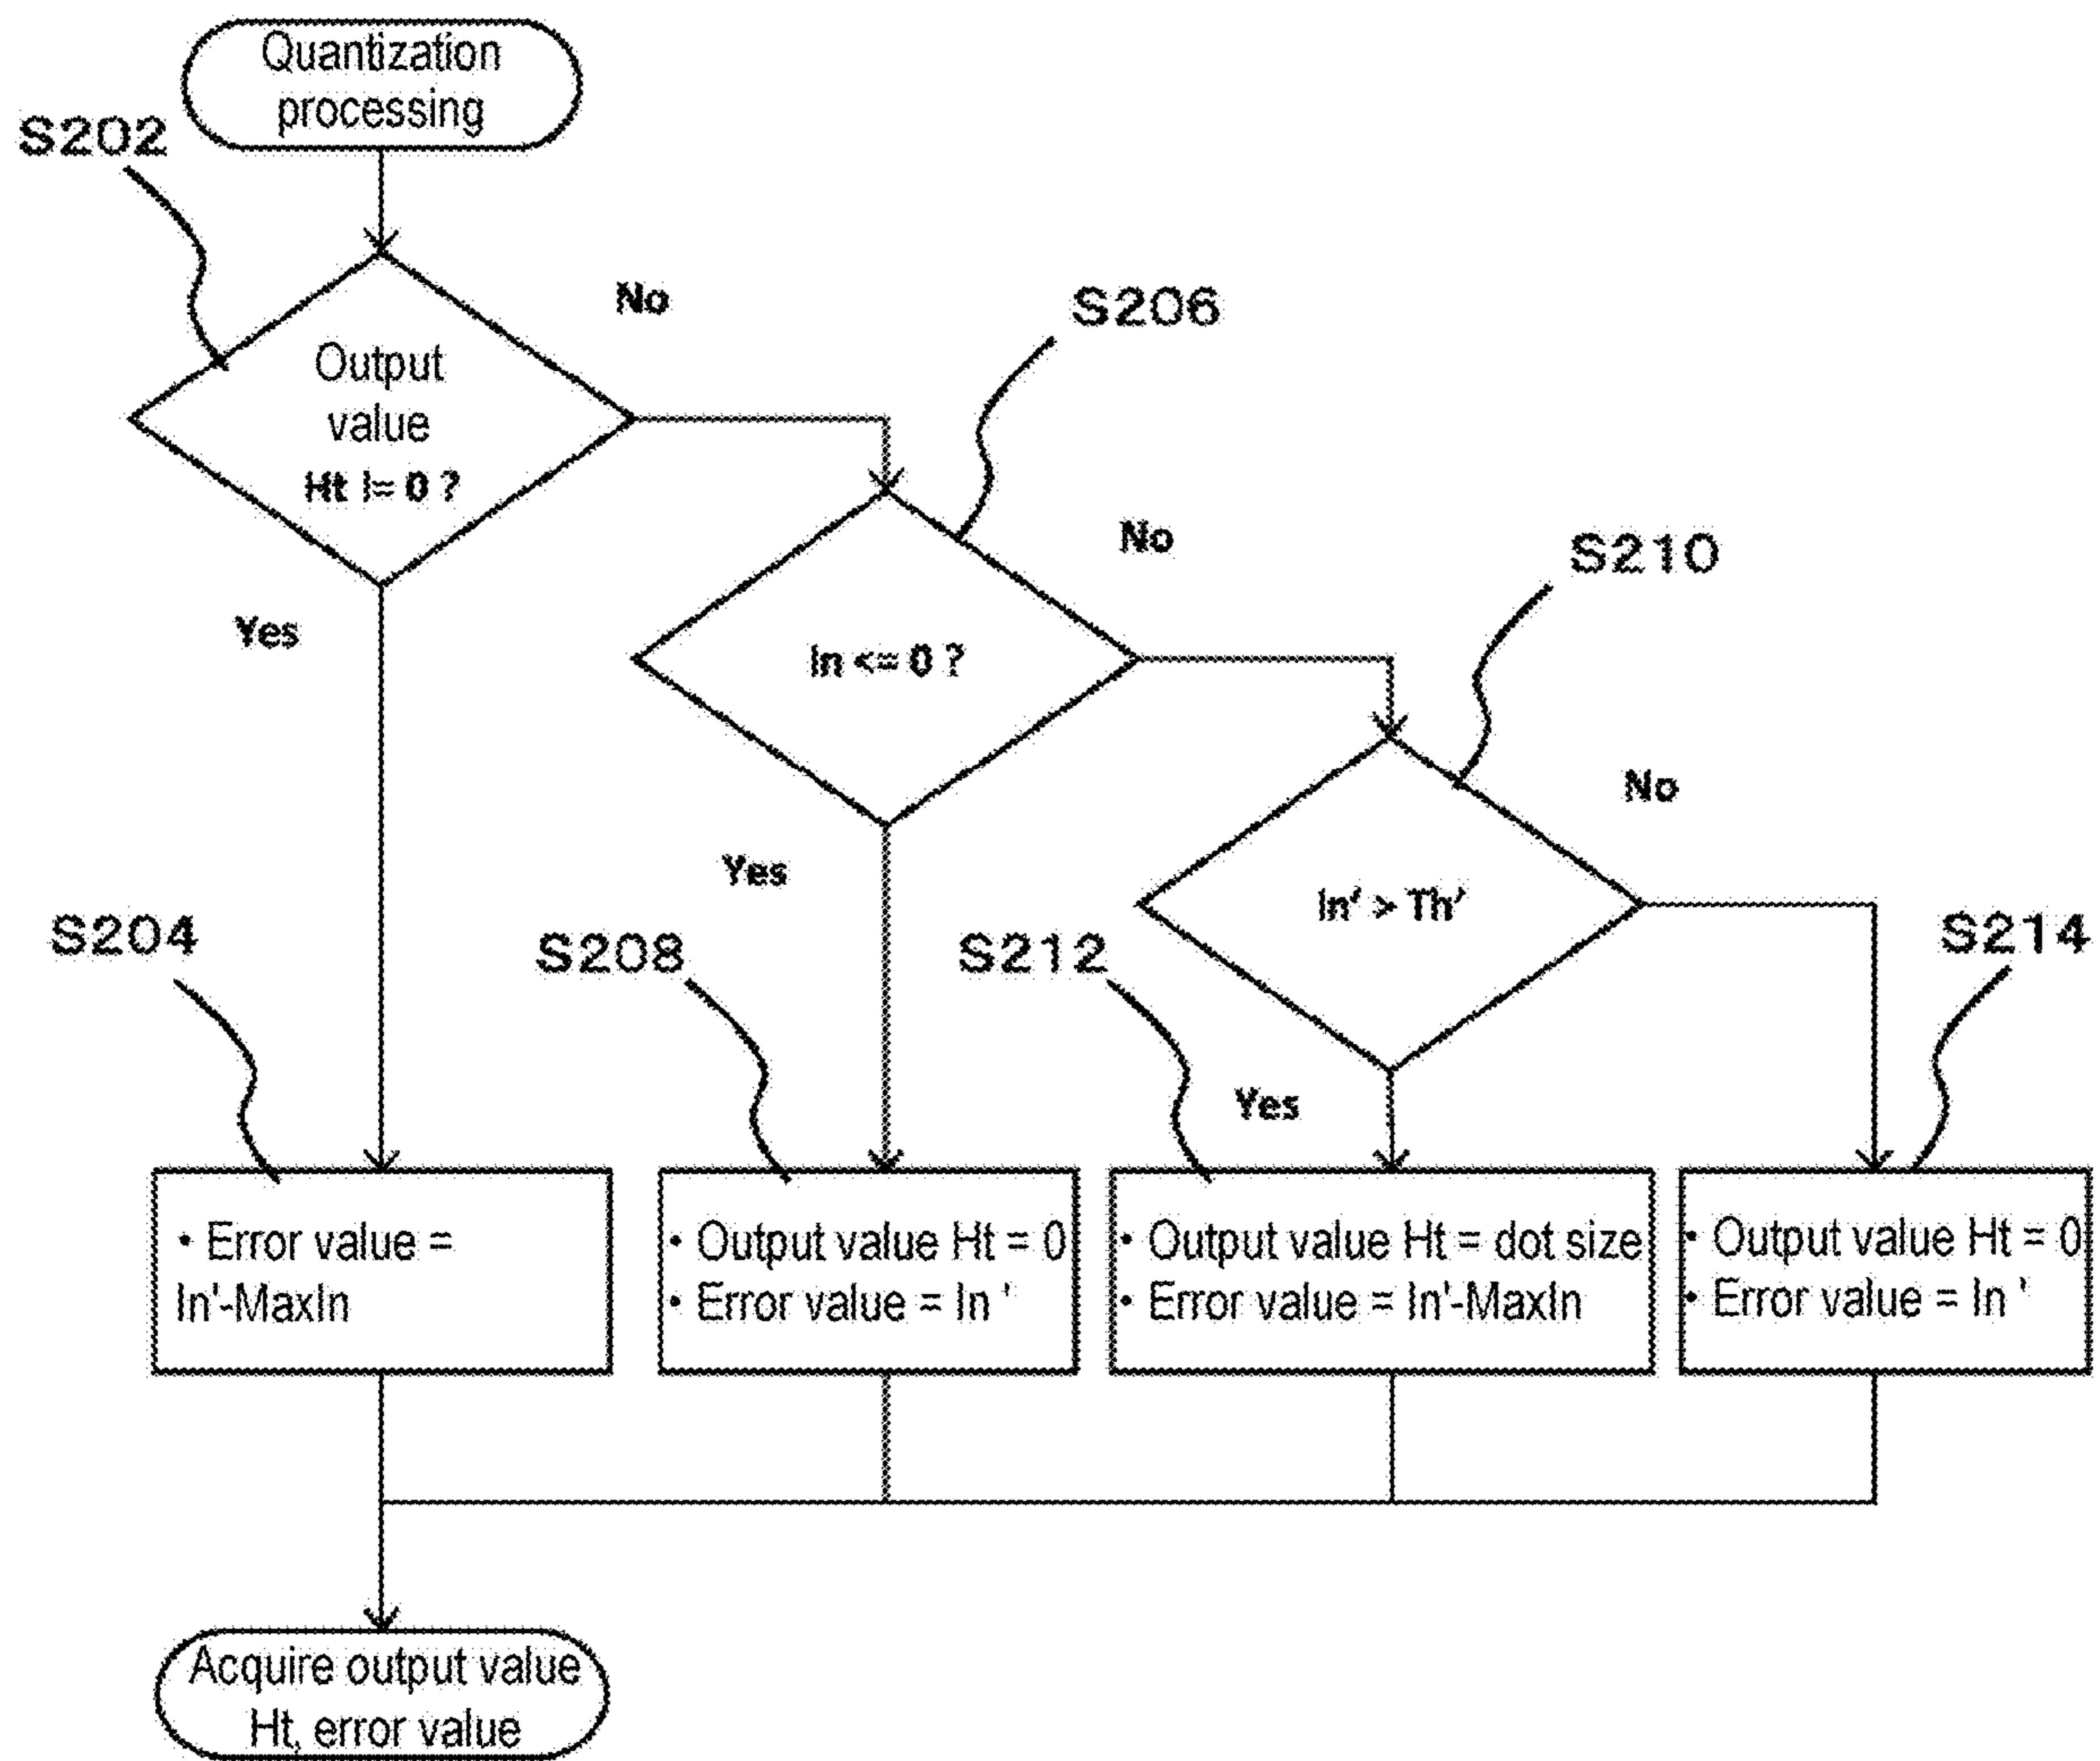 Quantization
processing
S202
No
S206
Output
value
Ht != 0 ?
No
S210
Yes
In <= 0 ?
No
Yes
In' > Th'
S204
S208
S212
S214
Yes
• Error value =
In'-MaxIn
• Output value Ht = 0
• Error value = In '
• Output value Ht = dot size
• Error value = In'-MaxIn
• Output value Ht = 0
• Error value = In '
Acquire output value
Ht, error value